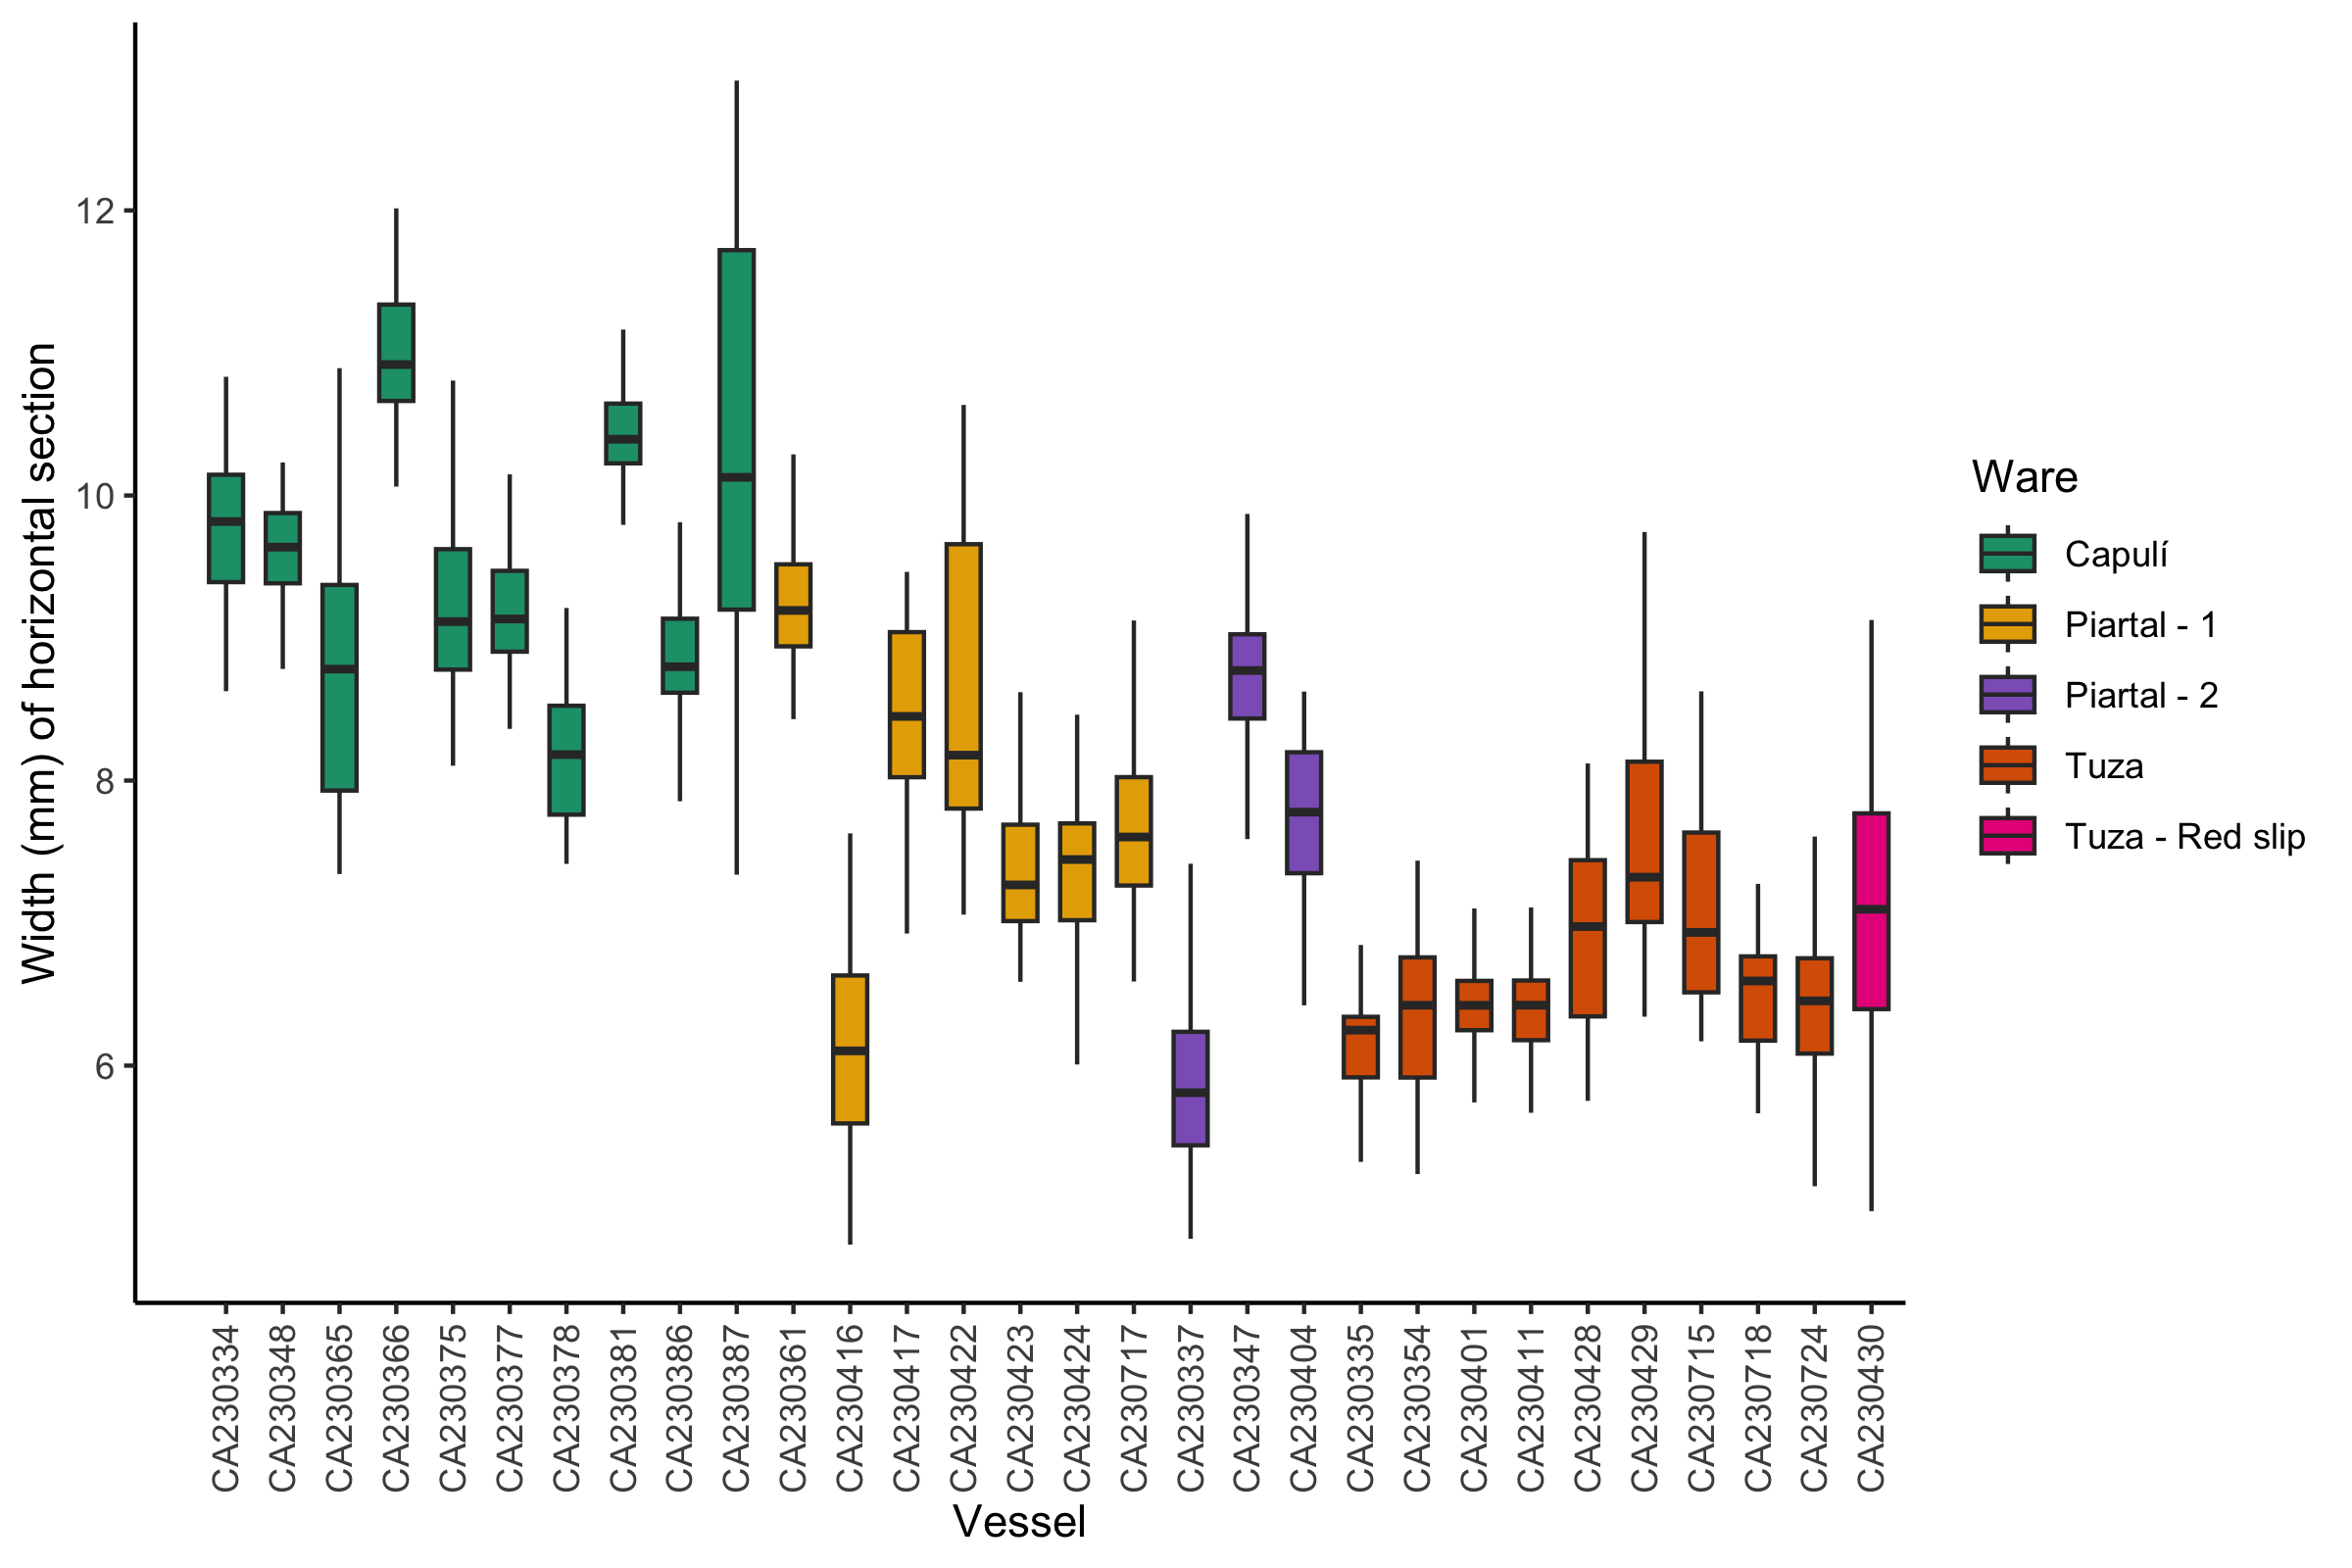 Width (mm) of horizontal section
12
10
8
6
CA230334
CA230348
CA230365
CA230366
CA230375
CA230377
CA230378
CA230381
CA230386
CA230387
CA230361
CA230416
CA230417
CA230422
CA230423
CA230424
CA230717
CA230337
CA230347
CA230404
CA230335
CA230354
CA230401
CA230411
CA230428
CA230429
CA230715
CA230718
CA230724
CA230430
Vessel
Ware
Capulí
Piartal - 1
Piartal - 2
Tuza
Tuza - Red slip